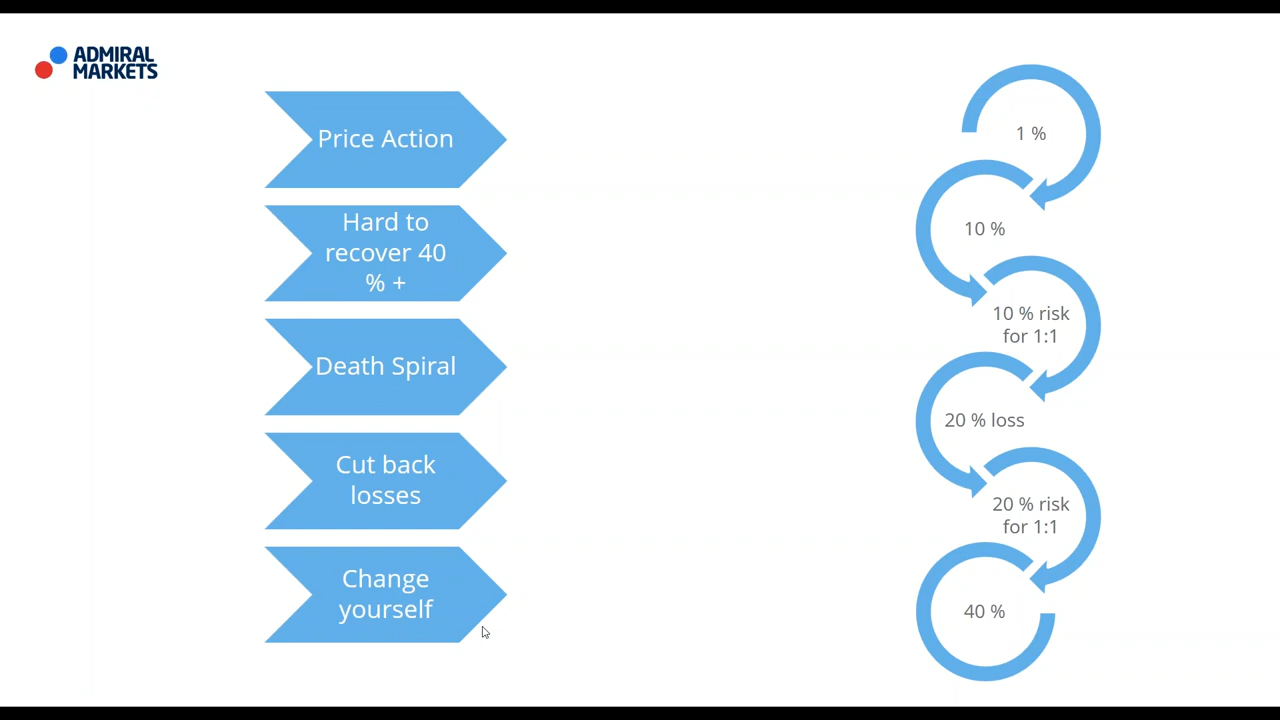 ADMIRAL
MARKETS
Price Action
Hard to
recover 40
% +
Death Spiral
Cut back
losses
Change
yourself
1 %
10 %
10 % risk
for 1:1
20 % loss
20 % risk
for 1:1
40 %